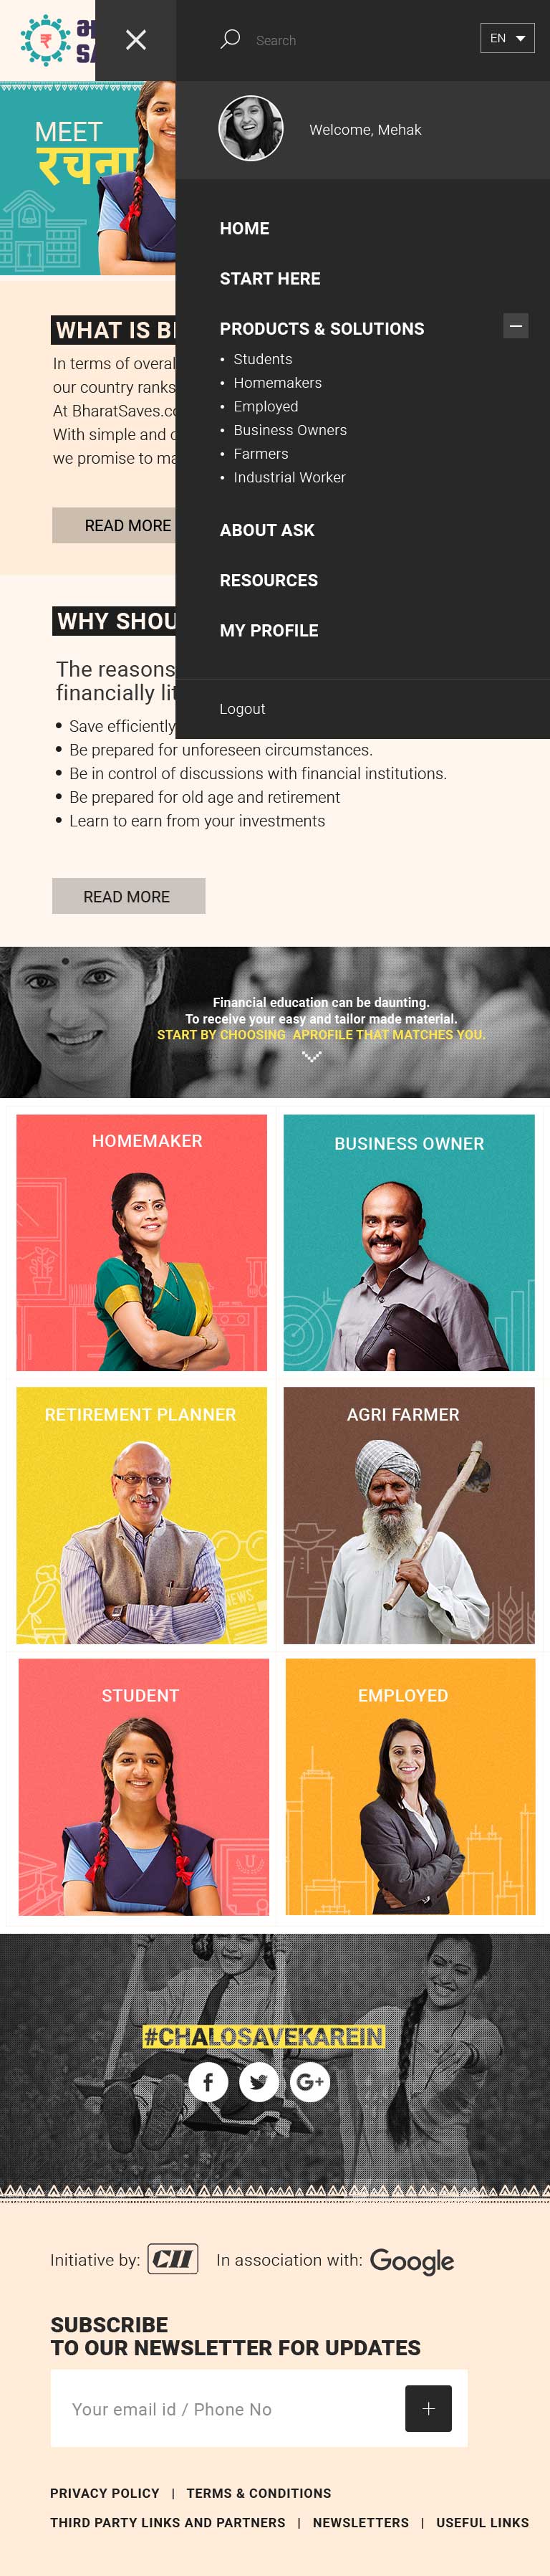 Search
EN
Welcome, Mehak
MEET
रचना
HOME
START HERE
PRODUCTS & SOLUTIONS
• Students
• Homemakers
• Employed
• Business Owners
• Farmers
• Industrial Worker
ABOUT ASK
RESOURCES
MY PROFILE
Logout
WHAT IS
In terms of
our country ranks
At
With simple and
we promise to
READ MORE
WHY
The reasons
financially
• Save efficiently
• Be prepared for unforeseen circumstances.
• Be in control of discussions with financial institutions.
• Be prepared for old age and retirement
• Learn to earn from your investments
READ MORE
Financial education can be daunting.
To receive your easy and tailor made material.
START BY CHOOSING APROFILE THAT MATCHES YOU.
HOMEMAKER
BUSINESS OWNER
RETIREMENT PLANNER
AGRI FARMER
NEWS
STUDENT
EMPLOYED
#CHALOSAVEKAREIN
f
G+
Initiative by: CII In association with: Google
SUBSCRIBE
TO OUR NEWSLETTER FOR UPDATES
Your email id / Phone No
+
PRIVACY POLICY | TERMS & CONDITIONS
THIRD PARTY LINKS AND PARTNERS | NEWSLETTERS | USEFUL LINKS